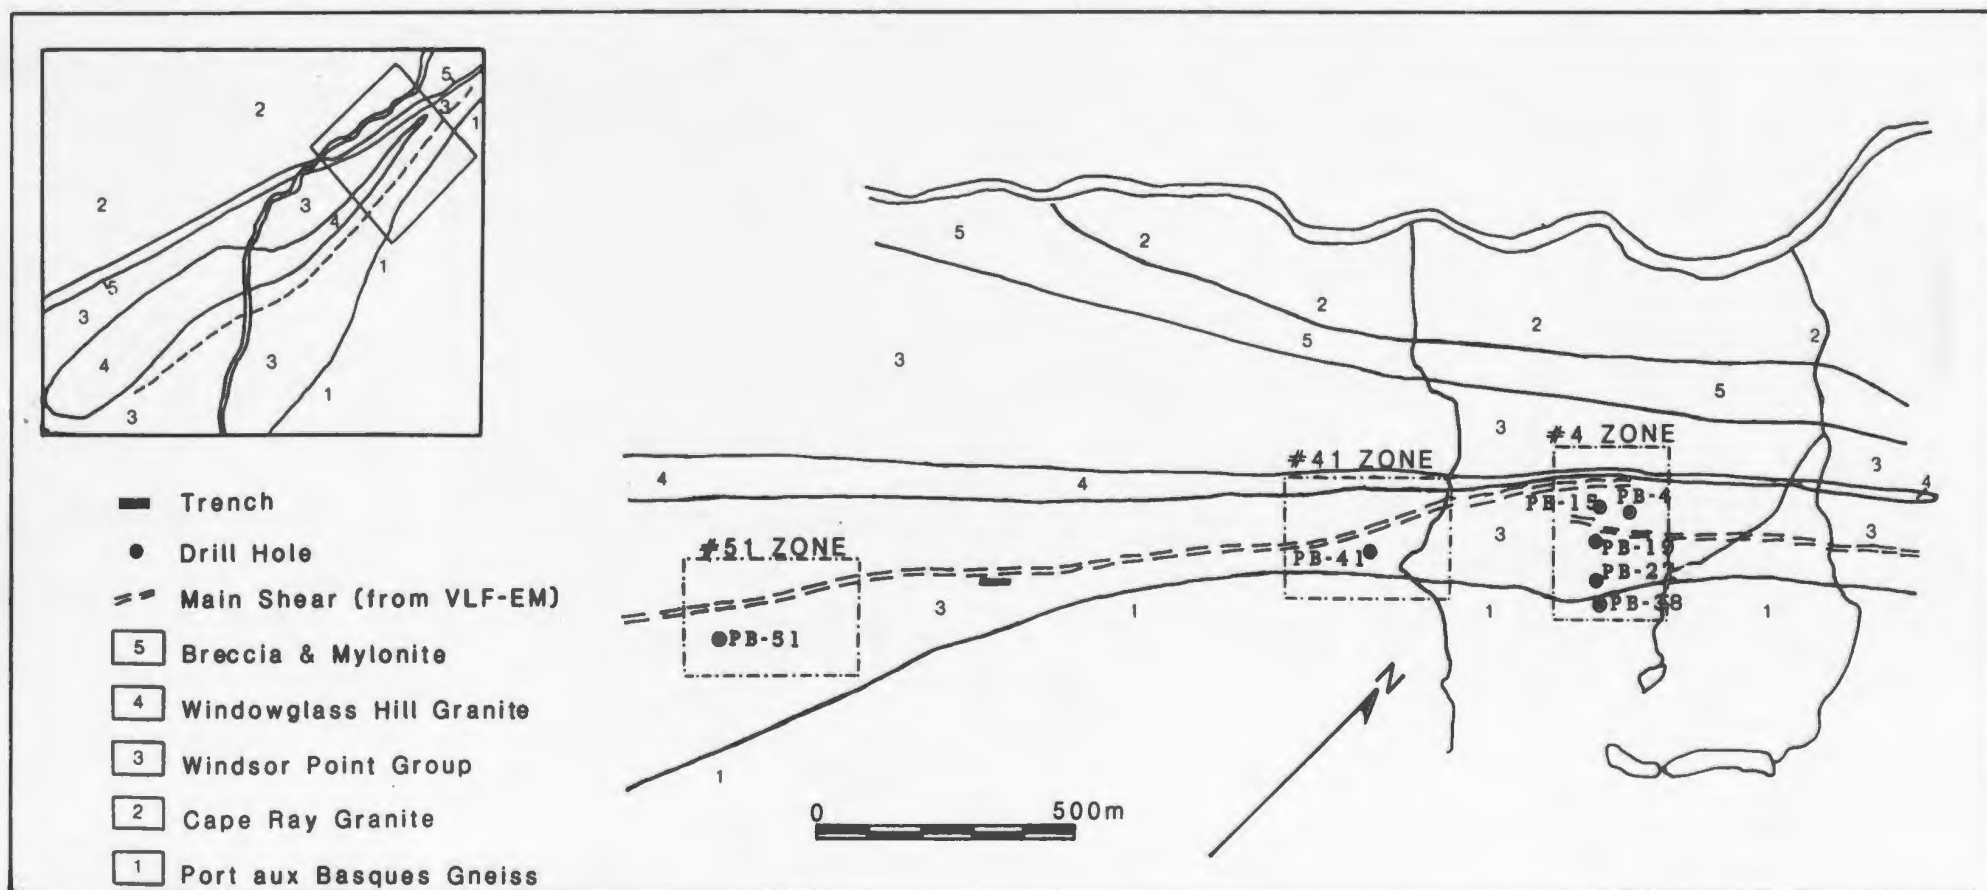 2
5
3
1
2
3
4
5
3
1
4
3
1
3
Trench
Drill Hole
Main Shear (from VLF-EM)
5 Breccia & Mylonite
4 Windowglass Hill Granite
3 Windsor Point Group
2 Cape Ray Granite
1 Port aux Basques Gneiss
5
2
2
2
2
5
3
5
3
#4 ZONE
#41 ZONE
3
4
4
4
PB-4
3
3
PB-19
#51 ZONE
PB-41
PB-27
PB-38
3
1
1
1
PB-51
1
N
0
500m